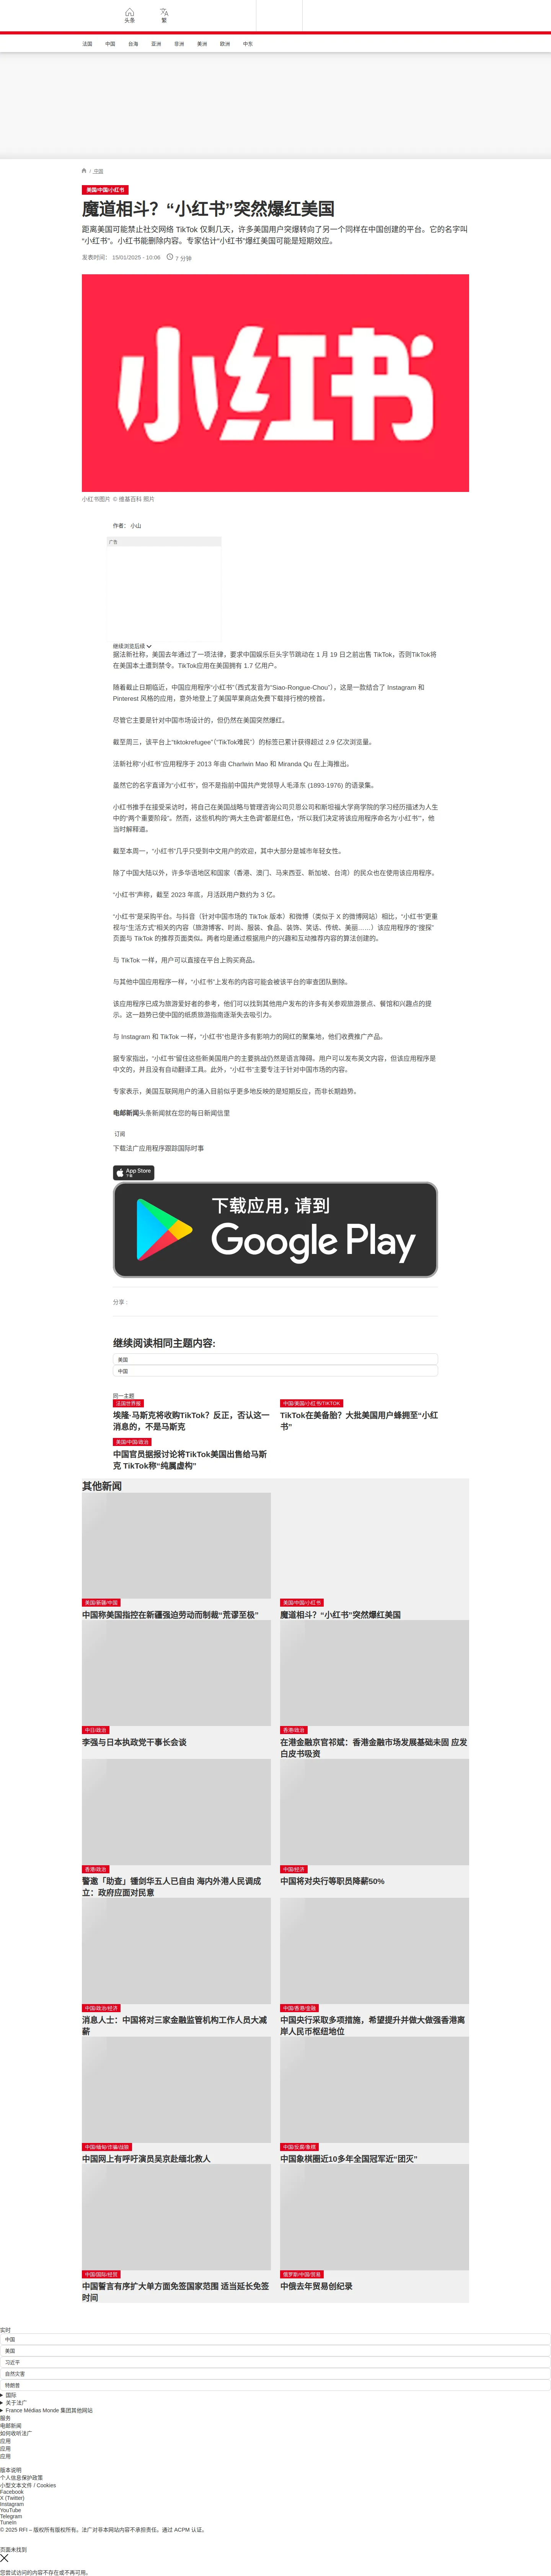 头条
繁
法国 中国 台海 亚洲 非洲 美洲 欧洲 中东
/ 中国
美国/中国/小红书
魔道相斗？“小红书”突然爆红美国
距离美国可能禁止社交网络 TikTok 仅剩几天，许多美国用户突爆转向了另一个同样在中国创建的平台。它的名字叫
“小红书”。小红书能删除内容。专家估计“小红书”爆红美国可能是短期效应。
发表时间： 15/01/2025 - 10:06 7 分钟
小红书
小红书图片 © 维基百科 照片
作者： 小山
广告
继续浏览后续
据法新社称，美国去年通过了一项法律，要求中国娱乐巨头字节跳动在 1 月 19 日之前出售 TikTok，否则TikTok将
在美国本土遭到禁令。TikTok应用在美国拥有 1.7 亿用户。
随着截止日期临近，中国应用程序“小红书”（西式发音为“Siao-Rongue-Chou”），这是一款结合了 Instagram 和
Pinterest 风格的应用，意外地登上了美国苹果商店免费下载排行榜的榜首。
尽管它主要是针对中国市场设计的，但仍然在美国突然爆红。
截至周三，该平台上”tiktokrefugee”（“TikTok难民”）的标签已累计获得超过 2.9 亿次浏览量。
法新社称“小红书”应用程序于 2013 年由 Charlwin Mao 和 Miranda Qu 在上海推出。
虽然它的名字直译为“小红书”，但不是指前中国共产党领导人毛泽东 (1893-1976) 的语录集。
小红书推手在接受采访时，将自己在美国战略与管理咨询公司贝恩公司和斯坦福大学商学院的学习经历描述为人生
中的“两个重要阶段”。然而，这些机构的“两大主色调”都是红色，“所以我们决定将该应用程序命名为‘小红书’”，他
当时解释道。
截至本周一，“小红书”几乎只受到中文用户的欢迎，其中大部分是城市年轻女性。
除了中国大陆以外，许多华语地区和国家（香港、澳门、马来西亚、新加坡、台湾）的民众也在使用该应用程序。
“小红书”声称，截至 2023 年底，月活跃用户数约为 3 亿。
“小红书”是采购平台。与抖音（针对中国市场的 TikTok 版本）和微博（类似于 X 的微博网站）相比，“小红书”更重
视与“生活方式”相关的内容（旅游博客、时尚、服装、食品、装饰、笑话、传统、美丽……）该应用程序的“搜探”
页面与 TikTok 的推荐页面类似。两者均是通过根据用户的兴趣和互动推荐内容的算法创建的。
与 TikTok 一样，用户可以直接在平台上购买商品。
与其他中国应用程序一样，“小红书”上发布的内容可能会被该平台的审查团队删除。
该应用程序已成为旅游爱好者的参考，他们可以找到其他用户发布的许多有关参观旅游景点、餐馆和兴趣点的提
示。这一趋势已使中国的纸质旅游指南逐渐失去吸引力。
与 Instagram 和 TikTok 一样，“小红书”也是许多有影响力的网红的聚集地，他们收费推广产品。
据专家指出，“小红书”留住这些新美国用户的主要挑战仍然是语言障碍。用户可以发布英文内容，但该应用程序是
中文的，并且没有自动翻译工具。此外，“小红书”主要专注于针对中国市场的内容。
专家表示，美国互联网用户的涌入目前似乎更多地反映的是短期反应，而非长期趋势。
电邮新闻头条新闻就在您的每日新闻信里
订阅
下载法广应用程序跟踪国际时事
App Store
下载
下载应用，请到
Google Play
分享 :
继续阅读相同主题内容:
美国
中国
同一主题
法国世界报
埃隆·马斯克将收购TikTok？反正，否认这一
消息的，不是马斯克
中国/美国/小红书/TIKTOK
TikTok在美备胎？大批美国用户蜂拥至“小红
书”
美国/中国/政治
中国官员据报讨论将TikTok美国出售给马斯
克 TikTok称“纯属虚构”
其他新闻
美国/新疆/中国
中国称美国指控在新疆强迫劳动而制裁“荒谬至极”
美国/中国/小红书
魔道相斗？“小红书”突然爆红美国
中日/政治
李强与日本执政党干事长会谈
香港/政治
在港金融京官祁斌：香港金融市场发展基础未固 应发
白皮书吸资
香港/政治
警邀「助查」锺剑华五人已自由 海内外港人民调成
立：政府应面对民意
中国/经济
中国将对央行等职员降薪50%
中国/政治/经济
消息人士：中国将对三家金融监管机构工作人员大减
薪
中国/香港/金融
中国央行采取多项措施，希望提升并做大做强香港离
岸人民币枢纽地位
中国/缅甸/诈骗/战狼
中国网上有呼吁演员吴京赴缅北救人
中国/反腐/象棋
中国象棋圈近10多年全国冠军近“团灭”
中国/国际/经贸
中国誓言有序扩大单方面免签国家范围 适当延长免签
时间
俄罗斯/中国/贸易
中俄去年贸易创纪录
实时
中国
美国
习近平
自然灾害
特朗普
国际
关于法广
France Médias Monde 集团其他网站
服务
电邮新闻
如何收听法广
应用
应用
应用
版本说明
个人信息保护政策
小型文本文件 / Cookies
Facebook
X (Twitter)
Instagram
YouTube
Telegram
TuneIn
© 2025 RFI – 版权所有版权所有。法广对非本网站内容不承担责任。通过 ACPM 认证。
页面未找到
您尝试访问的内容不存在或不再可用。